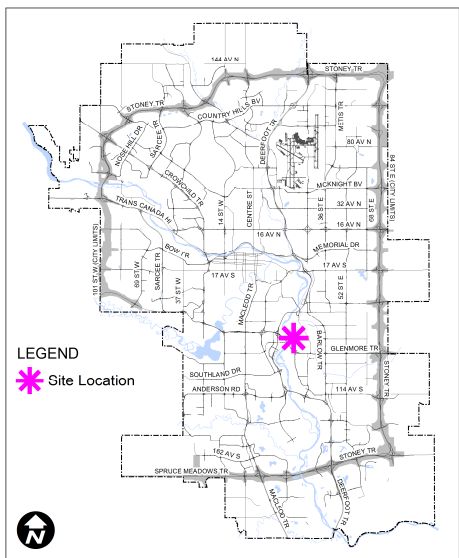 144 AV N
STONEY TR
STONEY TR
COUNTRY HILLS BV
DEERFOOT TR
METIS TR
NOSE HILL DR
SARCEE TR
80 AV N
84 ST E (CITY LIMITS)
CROWCHILD TR
MCKNIGHT BV
TRANS CANADA HI
14 ST W
CENTRE ST
36 ST E
32 AV N
68 ST E
16 AV N
16 AV N
101 ST W (CITY LIMITS)
BOW TR
MEMORIAL DR
69 ST W
SARCEE TR
37 ST W
17 AV S
17 AV S
52 ST E
MACLEOD TR
BARLOW TR
LEGEND
Site Location
GLENMORE TR
SOUTHLAND DR
STONEY TR
ANDERSON RD
114 AV S
162 AV S
STONEY TR
SPRUCE MEADOWS TR
MACLEOD TR
DEERFOOT TR
N